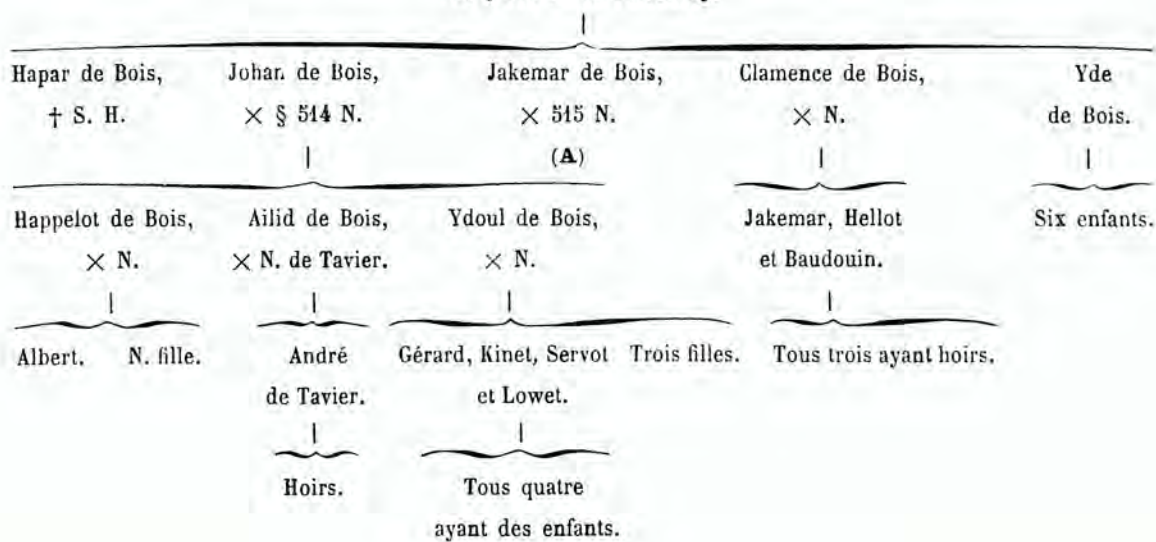 Hapar de Bois, Johan de Bois, Jakemar de Bois, Clamence de Bois, Yde
† S. H. × § 514 N. × 515 N. × N. de Bois.
(A)
Happelot de Bois, Ailid de Bois, Ydoul de Bois, Jakemar, Hellot Six enfants.
× N. × N. de Tavier. × N. et Baudouin.
Albert. N. fille. André Gérard, Kinet, Servot Trois filles. Tous trois ayant hoirs.
de Tavier. et Lowet.
Hoirs. Tous quatre
ayant des enfants.